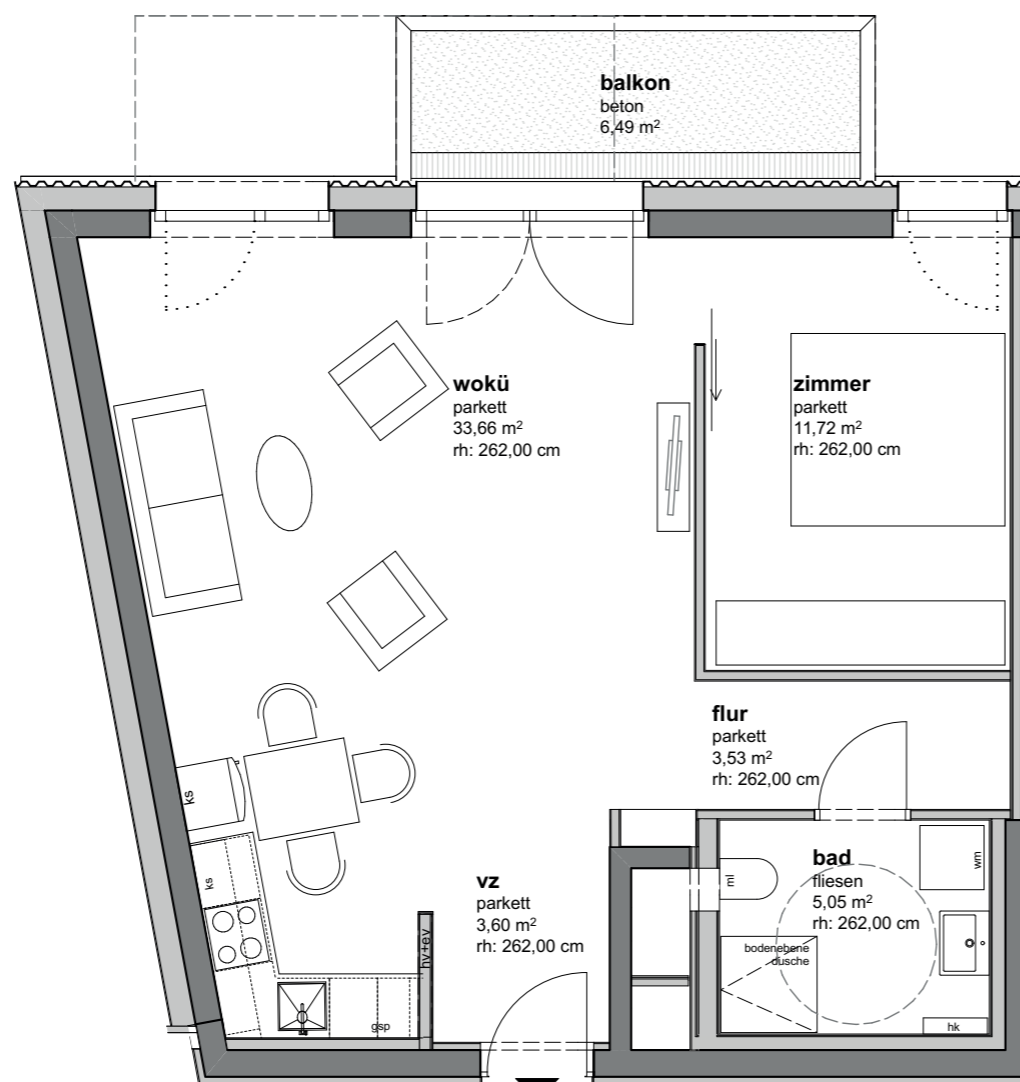 balkon
beton
6,49 m²
wokü
parkett
33,66 m²
rh: 262,00 cm
zimmer
parkett
11,72 m²
rh: 262,00 cm
flur
parkett
3,53 m²
rh: 262,00 cm
ks
ks
vz
parkett
3,60 m²
rh: 262,00 cm
hv+ev
gsp
bad
fliesen
5,05 m²
rh: 262,00 cm
ml
wm
bodenebene
dusche
hk